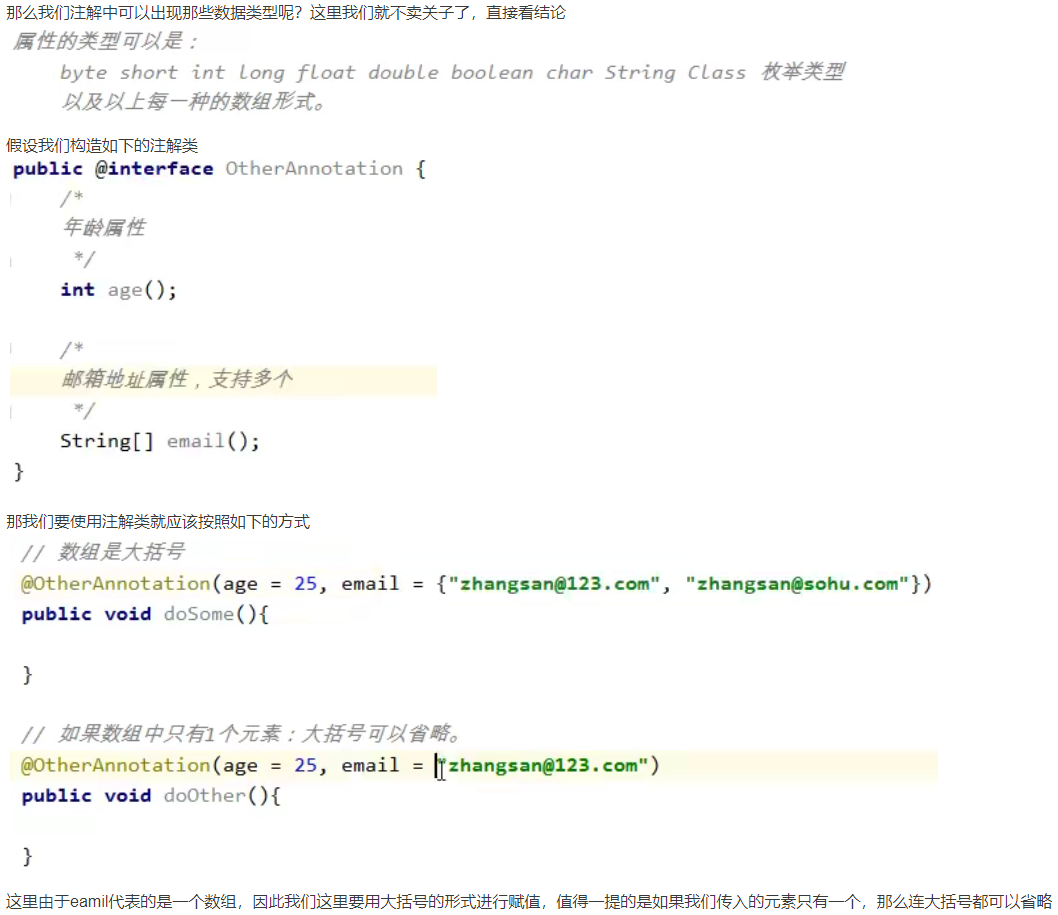 那么我们注解中可以出现那些数据类型呢？这里我们就不卖关子了，直接看结论
属性的类型可以是：
byte short int long float double boolean char String Class 枚举类型
以及以上每一种的数组形式。
假设我们构造如下的注解类
public @interface OtherAnnotation {
/*
年龄属性
*/
int age();
/*
邮箱地址属性，支持多个
*/
String[] email();
}
那我们要使用注解类就应该按照如下的方式
// 数组是大括号
@OtherAnnotation(age = 25, email = {"zhangsan@123.com", "zhangsan@sohu.com"})
public void doSome(){
}
// 如果数组中只有1个元素：大括号可以省略。
@OtherAnnotation(age = 25, email = "zhangsan@123.com")
public void doOther(){
}
这里由于eamil代表的是一个数组，因此我们这里要用大括号的形式进行赋值，值得一提的是如果我们传入的元素只有一个，那么连大括号都可以省略